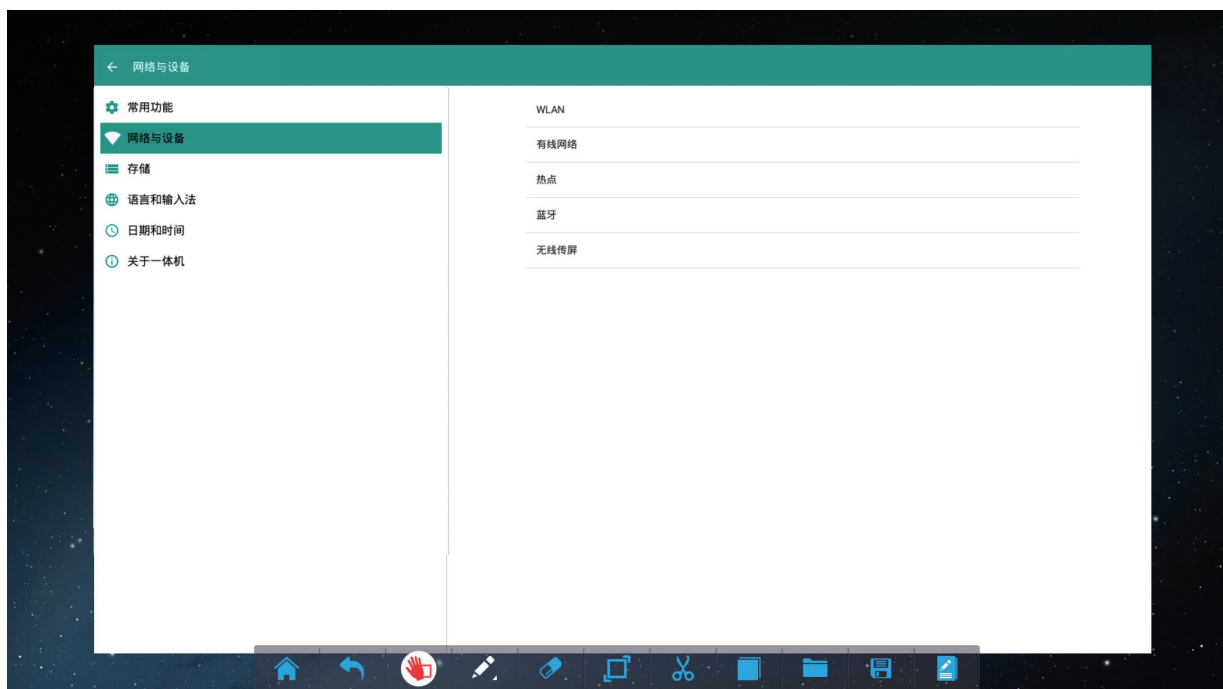 网络与设备
常用功能
网络与设备
存储
语言和输入法
日期和时间
关于一体机
WLAN
有线网络
热点
蓝牙
无线传屏